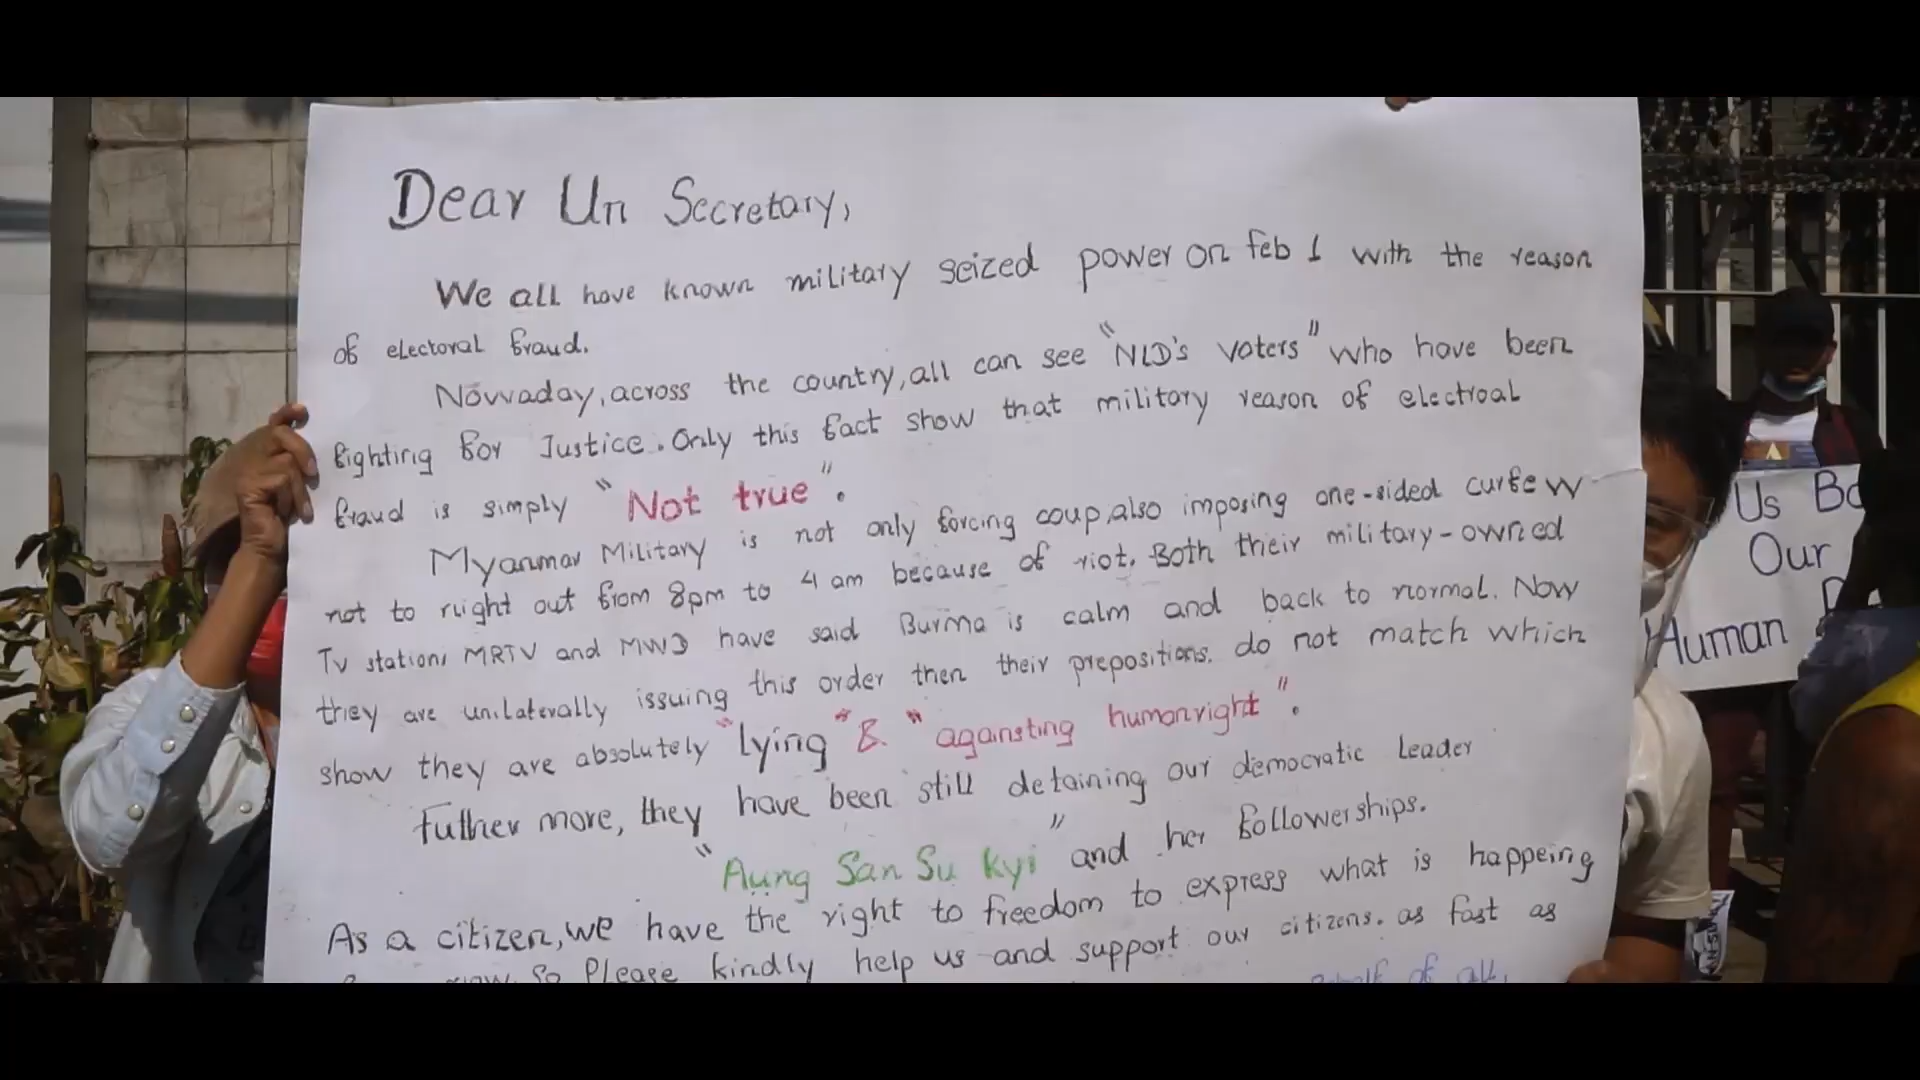 Dear Un Secretary,
We all have known military seized power on feb 1 with the reason
of electoral fraud.
Nowaday, across the country, all can see "NLD's voters" who have been
fighting for Justice. Only this fact show that military reason of electroal
fraud is simply "Not true".
Myanmar Military is not only forcing coup, also imposing one-sided curfew
not to night out from 8pm to 4 am because of riot. Both their military-owned
Tv stations MRTV and MWD have said Burma is calm and back to normal. Now
they are unilaterally issuing this order then their prepositions. do not match which
show they are absolutely "lying" & "againsting humanright".
Futher more, they have been still detaining our democratic Leader
"Aung San Su Kyi" and her followerships.
As a citizen, we have the right to freedom to express what is happeing
now. So Please kindly help us and support our citizens. as fast as
behalf of all,
Us
Our
Human